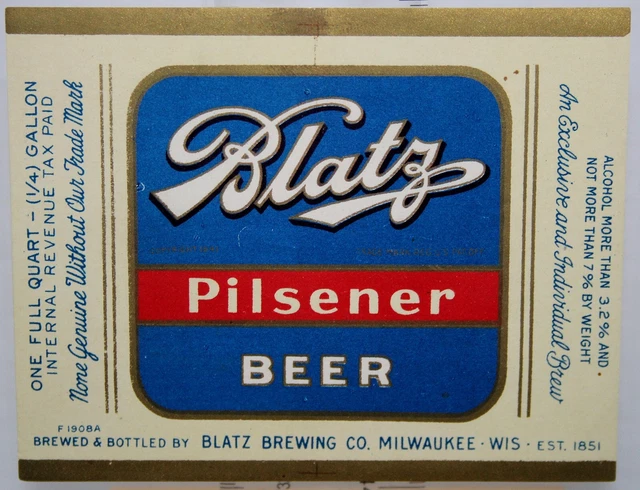 ONE FULL QUART - (1/4) GALLON
INTERNAL REVENUE TAX PAID
None Genuine Without Our Trade Mark
Blatz
Pilsener
BEER
An Exclusive and Individual Brew
ALCOHOL MORE THAN 3.2% AND
NOT MORE THAN 7% BY WEIGHT
F1908A
BREWED & BOTTLED BY BLATZ BREWING CO. MILWAUKEE · WIS · EST. 1851